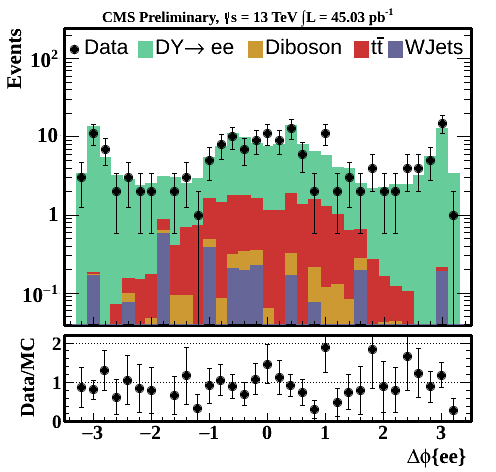 CMS Preliminary, √s = 13 TeV ∫L = 45.03 pb⁻¹
Events
Data DY→ ee Diboson tt̄ WJets
10²
10
1
10⁻¹
Data/MC
2
1
0
−3 −2 −1 0 1 2 3
Δϕ{ee}